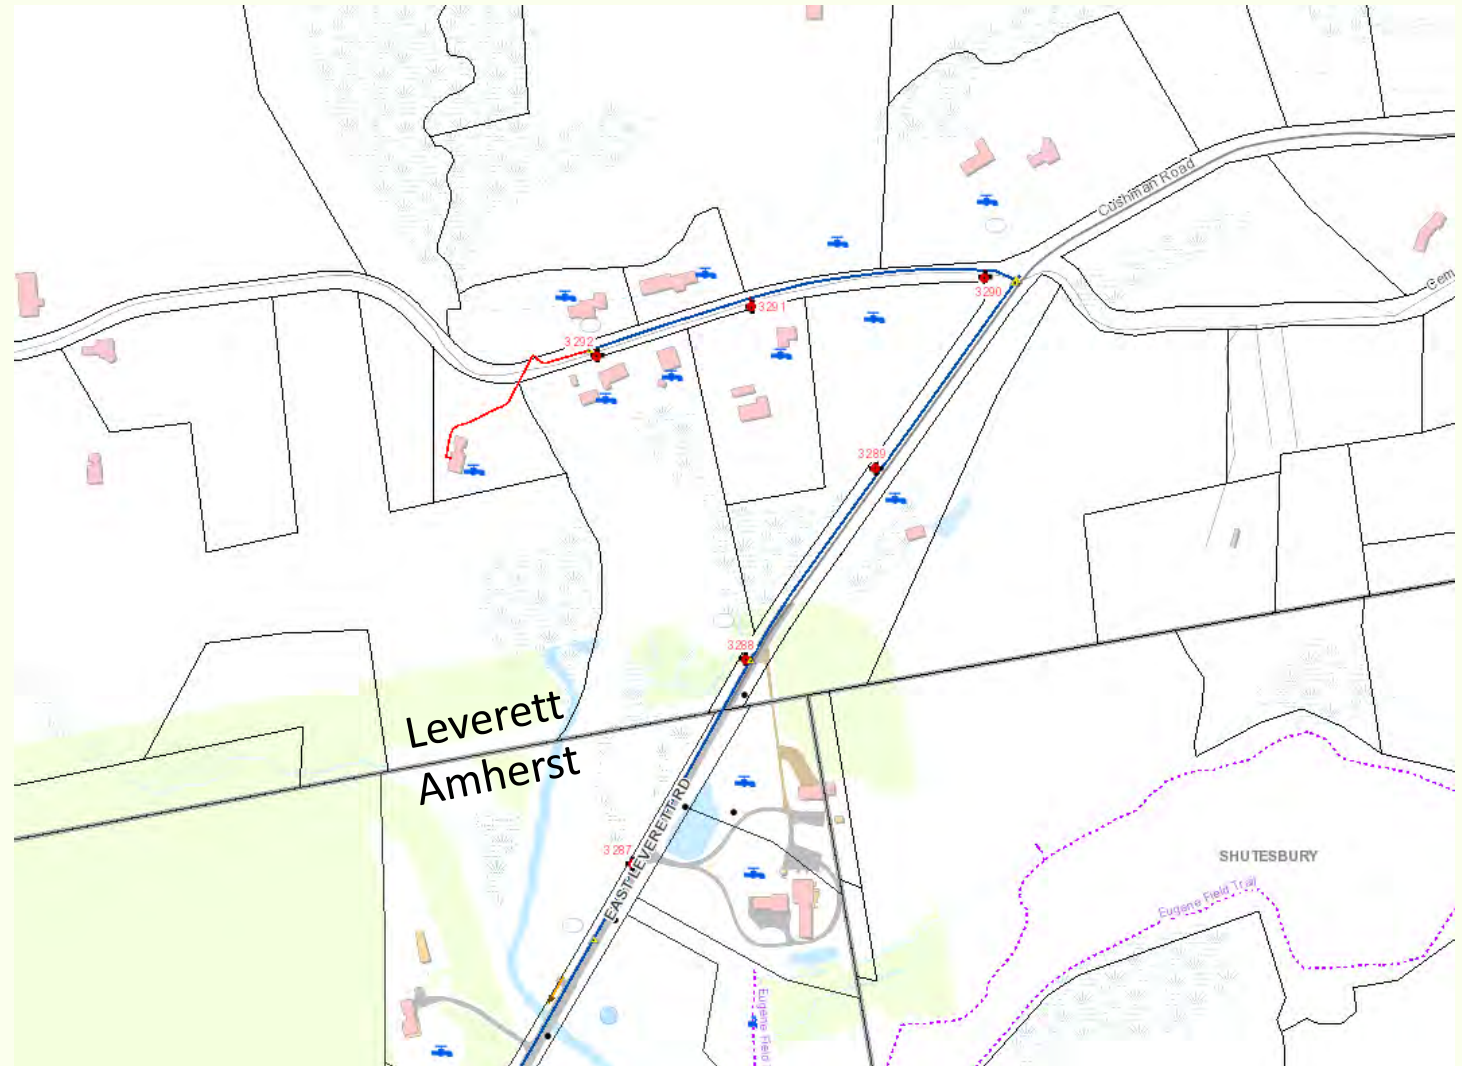 Cushman Road
3290
Cem
3291
3292
3289
3288
Leverett
Amherst
EAST LEVERETT RD
3287
SHUTESBURY
Eugene Field Trail
Eugene Field